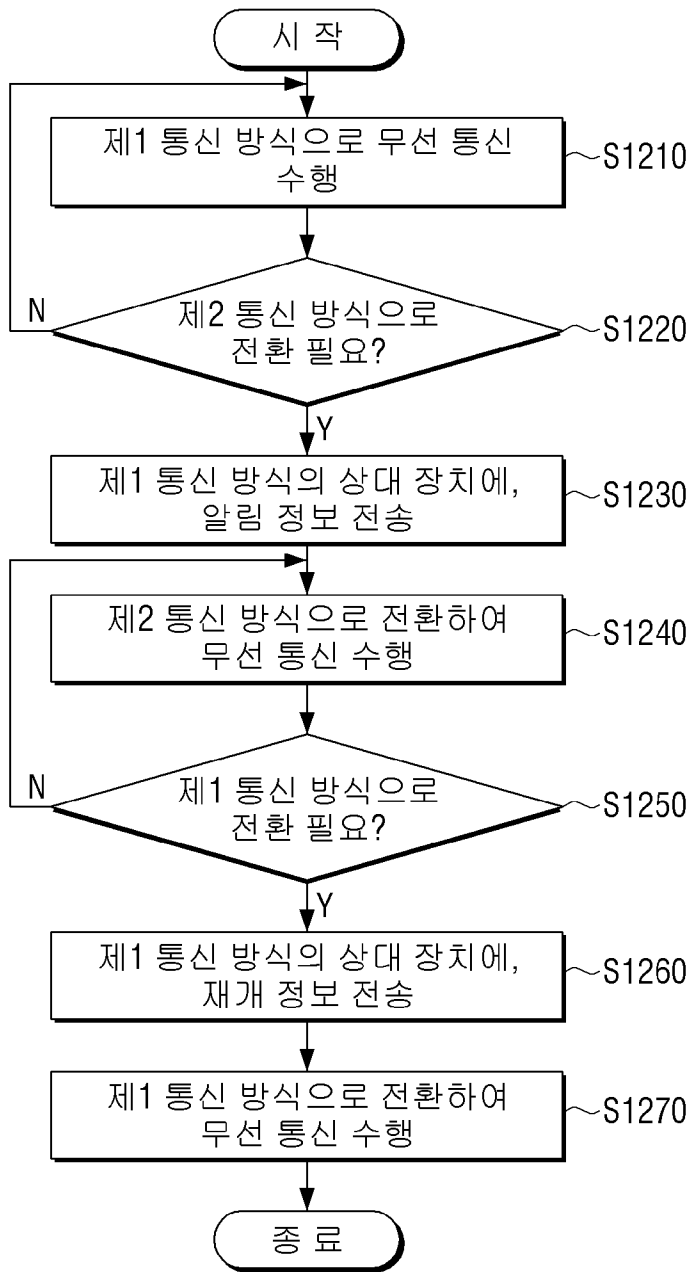 시 작
제1 통신 방식으로 무선 통신
수행
S1210
N
제2 통신 방식으로
전환 필요?
S1220
Y
제1 통신 방식의 상대 장치에,
알림 정보 전송
S1230
제2 통신 방식으로 전환하여
무선 통신 수행
S1240
N
제1 통신 방식으로
전환 필요?
S1250
Y
제1 통신 방식의 상대 장치에,
재개 정보 전송
S1260
제1 통신 방식으로 전환하여
무선 통신 수행
S1270
종 료